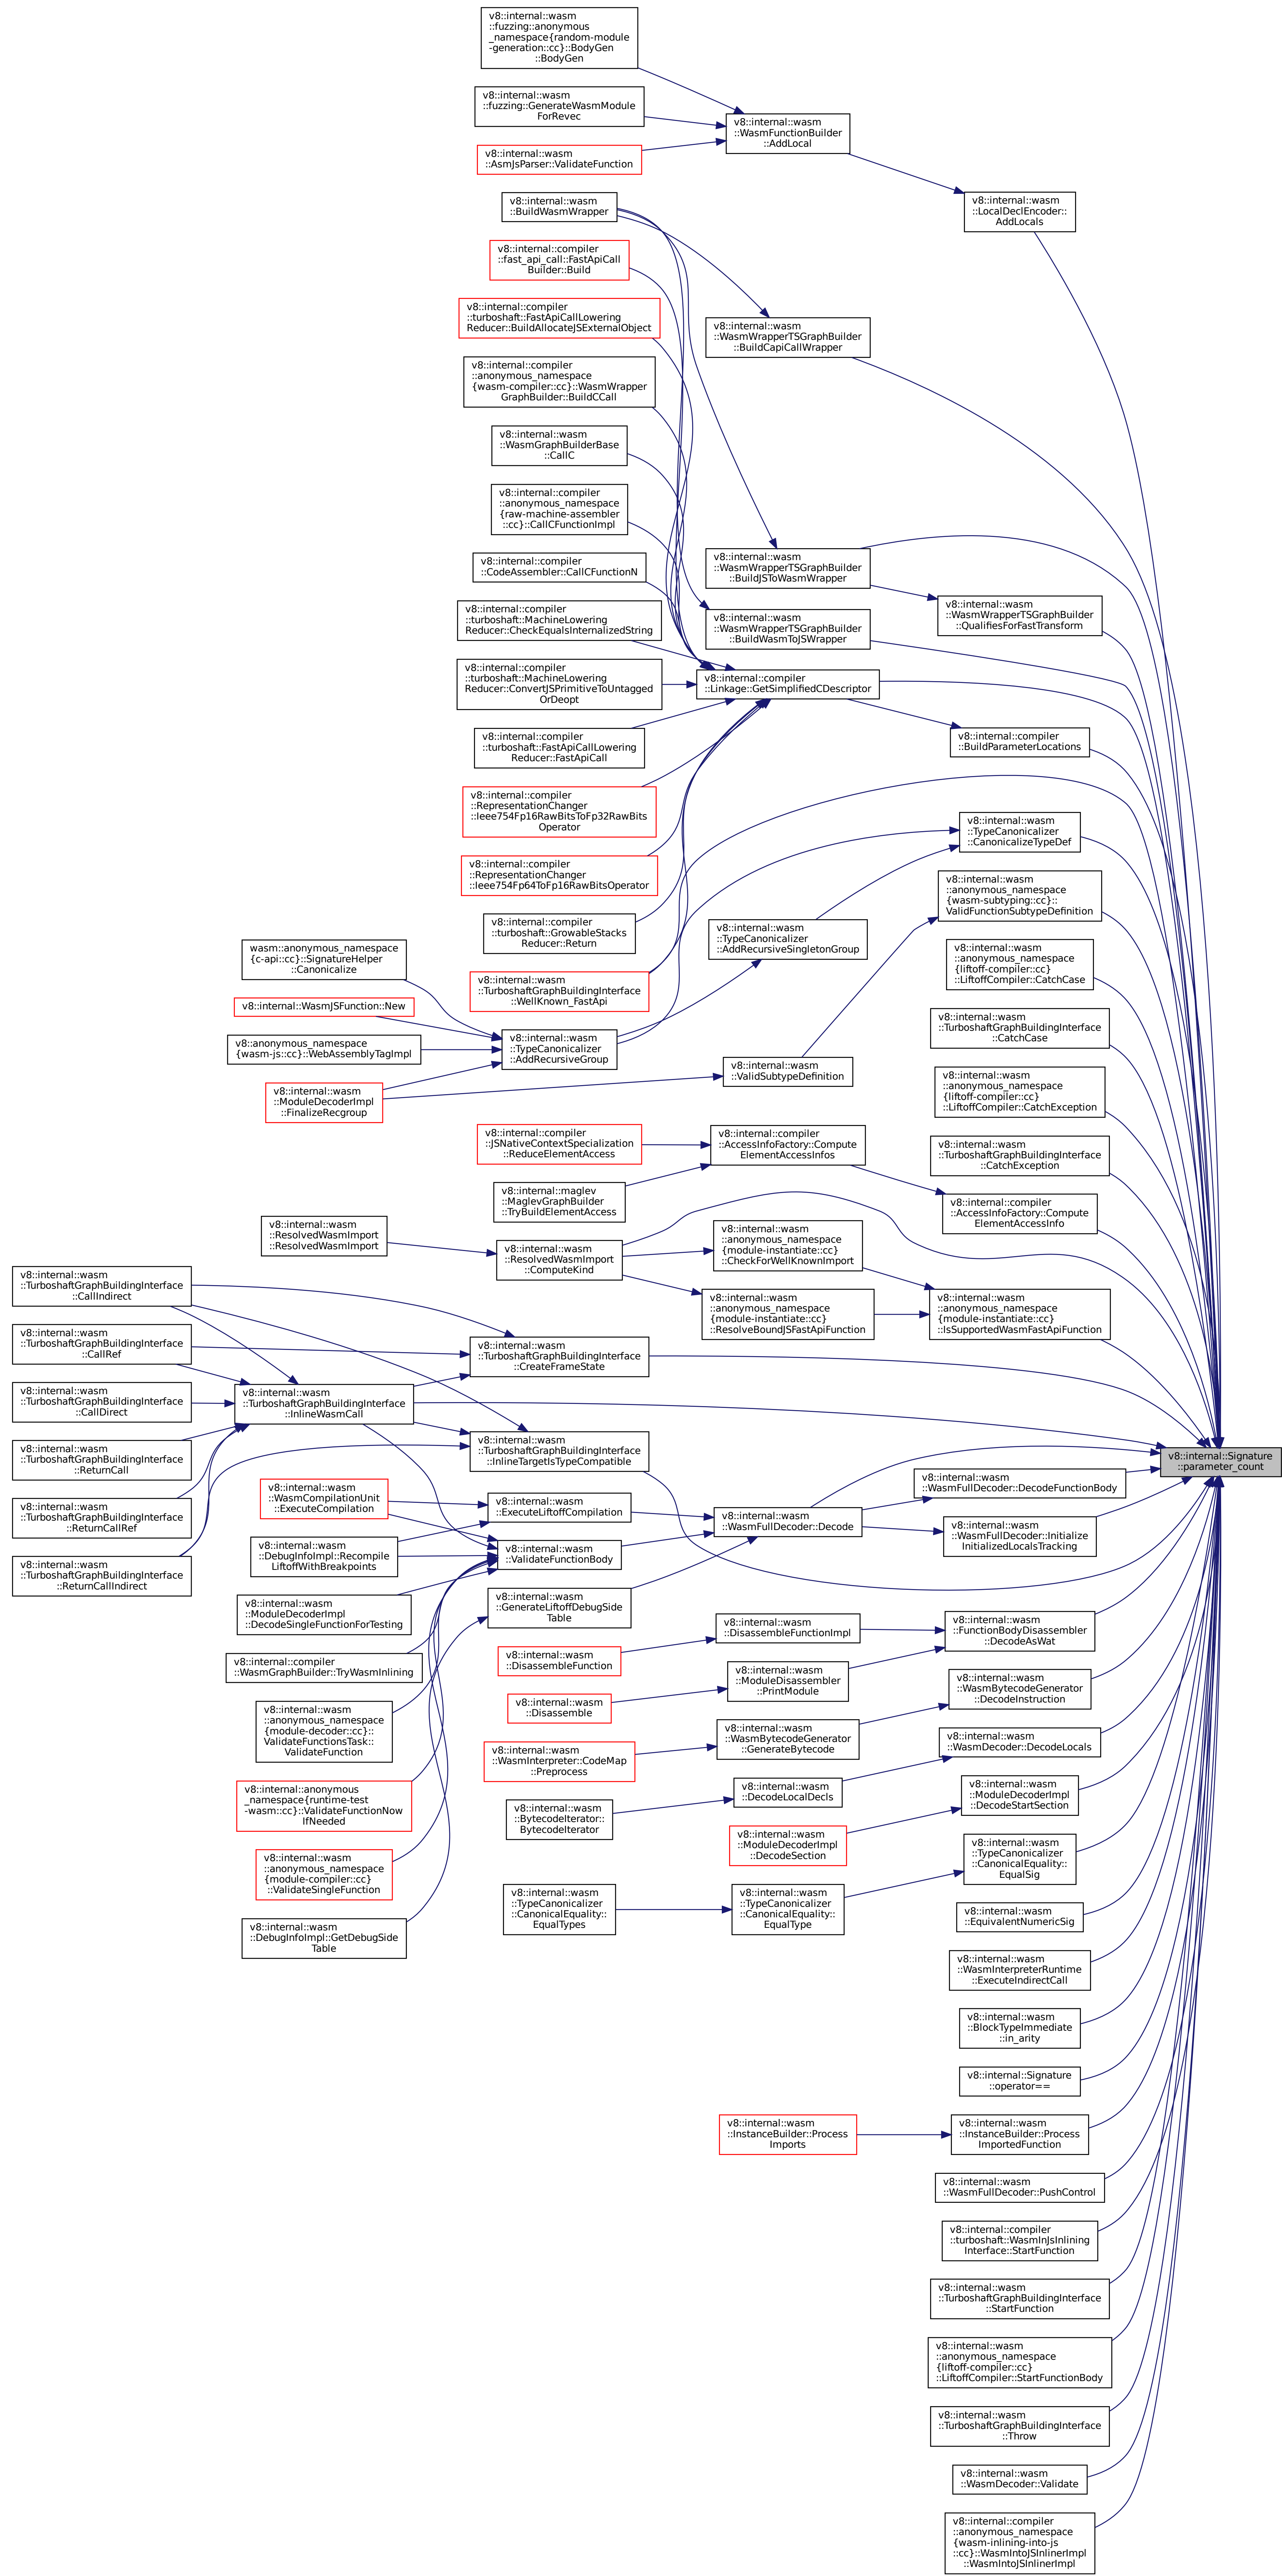 v8::internal::wasm
::fuzzing::anonymous
_namespace{random-module
-generation::cc}::BodyGen
::BodyGen
v8::internal::wasm
::fuzzing::GenerateWasmModule
ForRevec
v8::internal::wasm
::WasmFunctionBuilder
::AddLocal
v8::internal::wasm
::AsmJsParser::ValidateFunction
v8::internal::wasm
::LocalDeclEncoder::
AddLocals
v8::internal::wasm
::BuildWasmWrapper
v8::internal::compiler
::fast_api_call::FastApiCall
Builder::Build
v8::internal::compiler
::turboshaft::FastApiCallLowering
Reducer::BuildAllocateJSExternalObject
v8::internal::wasm
::WasmWrapperTSGraphBuilder
::BuildCapiCallWrapper
v8::internal::compiler
::anonymous_namespace
{wasm-compiler::cc}::WasmWrapper
GraphBuilder::BuildCCall
v8::internal::wasm
::WasmGraphBuilderBase
::CallC
v8::internal::compiler
::anonymous_namespace
{raw-machine-assembler
::cc}::CallCFunctionImpl
v8::internal::compiler
::CodeAssembler::CallCFunctionN
v8::internal::wasm
::WasmWrapperTSGraphBuilder
::BuildJSToWasmWrapper
v8::internal::wasm
::WasmWrapperTSGraphBuilder
::QualifiesForFastTransform
v8::internal::compiler
::turboshaft::MachineLowering
Reducer::CheckEqualsInternalizedString
v8::internal::wasm
::WasmWrapperTSGraphBuilder
::BuildWasmToJSWrapper
v8::internal::compiler
::turboshaft::MachineLowering
Reducer::ConvertJSPrimitiveToUntagged
OrDeopt
v8::internal::compiler
::Linkage::GetSimplifiedCDescriptor
v8::internal::compiler
::turboshaft::FastApiCallLowering
Reducer::FastApiCall
v8::internal::compiler
::BuildParameterLocations
v8::internal::compiler
::RepresentationChanger
::Ieee754Fp16RawBitsToFp32RawBits
Operator
v8::internal::wasm
::TypeCanonicalizer
::CanonicalizeTypeDef
v8::internal::compiler
::RepresentationChanger
::Ieee754Fp64ToFp16RawBitsOperator
v8::internal::wasm
::anonymous_namespace
{wasm-subtyping::cc}::
ValidFunctionSubtypeDefinition
v8::internal::compiler
::turboshaft::GrowableStacks
Reducer::Return
v8::internal::wasm
::TypeCanonicalizer
::AddRecursiveSingletonGroup
wasm::anonymous_namespace
{c-api::cc}::SignatureHelper
::Canonicalize
v8::internal::wasm
::anonymous_namespace
{liftoff-compiler::cc}
::LiftoffCompiler::CatchCase
v8::internal::wasm
::TurboshaftGraphBuildingInterface
::WellKnown_FastApi
v8::internal::WasmJSFunction::New
v8::internal::wasm
::TurboshaftGraphBuildingInterface
::CatchCase
v8::anonymous_namespace
{wasm-js::cc}::WebAssemblyTagImpl
v8::internal::wasm
::TypeCanonicalizer
::AddRecursiveGroup
v8::internal::wasm
::ValidSubtypeDefinition
v8::internal::wasm
::anonymous_namespace
{liftoff-compiler::cc}
::LiftoffCompiler::CatchException
v8::internal::wasm
::ModuleDecoderImpl
::FinalizeRecgroup
v8::internal::compiler
::JSNativeContextSpecialization
::ReduceElementAccess
v8::internal::compiler
::AccessInfoFactory::Compute
ElementAccessInfos
v8::internal::wasm
::TurboshaftGraphBuildingInterface
::CatchException
v8::internal::maglev
::MaglevGraphBuilder
::TryBuildElementAccess
v8::internal::compiler
::AccessInfoFactory::Compute
ElementAccessInfo
v8::internal::wasm
::ResolvedWasmImport
::ResolvedWasmImport
v8::internal::wasm
::ResolvedWasmImport
::ComputeKind
v8::internal::wasm
::anonymous_namespace
{module-instantiate::cc}
::CheckForWellKnownImport
v8::internal::wasm
::TurboshaftGraphBuildingInterface
::CallIndirect
v8::internal::wasm
::anonymous_namespace
{module-instantiate::cc}
::ResolveBoundJSFastApiFunction
v8::internal::wasm
::anonymous_namespace
{module-instantiate::cc}
::IsSupportedWasmFastApiFunction
v8::internal::wasm
::TurboshaftGraphBuildingInterface
::CallRef
v8::internal::wasm
::TurboshaftGraphBuildingInterface
::CreateFrameState
v8::internal::wasm
::TurboshaftGraphBuildingInterface
::CallDirect
v8::internal::wasm
::TurboshaftGraphBuildingInterface
::InlineWasmCall
v8::internal::wasm
::TurboshaftGraphBuildingInterface
::ReturnCall
v8::internal::wasm
::TurboshaftGraphBuildingInterface
::InlineTargetIsTypeCompatible
v8::internal::Signature
::parameter_count
v8::internal::wasm
::TurboshaftGraphBuildingInterface
::ReturnCallRef
v8::internal::wasm
::WasmCompilationUnit
::ExecuteCompilation
v8::internal::wasm
::ExecuteLiftoffCompilation
v8::internal::wasm
::WasmFullDecoder::Decode
v8::internal::wasm
::WasmFullDecoder::DecodeFunctionBody
v8::internal::wasm
::WasmFullDecoder::Initialize
InitializedLocalsTracking
v8::internal::wasm
::TurboshaftGraphBuildingInterface
::ReturnCallIndirect
v8::internal::wasm
::DebugInfoImpl::Recompile
LiftoffWithBreakpoints
v8::internal::wasm
::ValidateFunctionBody
v8::internal::wasm
::ModuleDecoderImpl
::DecodeSingleFunctionForTesting
v8::internal::wasm
::GenerateLiftoffDebugSide
Table
v8::internal::wasm
::DisassembleFunctionImpl
v8::internal::wasm
::FunctionBodyDisassembler
::DecodeAsWat
v8::internal::compiler
::WasmGraphBuilder::TryWasmInlining
v8::internal::wasm
::DisassembleFunction
v8::internal::wasm
::ModuleDisassembler
::PrintModule
v8::internal::wasm
::WasmBytecodeGenerator
::DecodeInstruction
v8::internal::wasm
::anonymous_namespace
{module-decoder::cc}::
ValidateFunctionsTask::
ValidateFunction
v8::internal::wasm
::Disassemble
v8::internal::wasm
::WasmBytecodeGenerator
::GenerateBytecode
v8::internal::wasm
::WasmDecoder::DecodeLocals
v8::internal::wasm
::WasmInterpreter::CodeMap
::Preprocess
v8::internal::anonymous
_namespace{runtime-test
-wasm::cc}::ValidateFunctionNow
IfNeeded
v8::internal::wasm
::BytecodeIterator::
BytecodeIterator
v8::internal::wasm
::DecodeLocalDecls
v8::internal::wasm
::ModuleDecoderImpl
::DecodeStartSection
v8::internal::wasm
::ModuleDecoderImpl
::DecodeSection
v8::internal::wasm
::anonymous_namespace
{module-compiler::cc}
::ValidateSingleFunction
v8::internal::wasm
::TypeCanonicalizer
::CanonicalEquality::
EqualSig
v8::internal::wasm
::TypeCanonicalizer
::CanonicalEquality::
EqualTypes
v8::internal::wasm
::TypeCanonicalizer
::CanonicalEquality::
EqualType
v8::internal::wasm
::EquivalentNumericSig
v8::internal::wasm
::DebugInfoImpl::GetDebugSide
Table
v8::internal::wasm
::WasmInterpreterRuntime
::ExecuteIndirectCall
v8::internal::wasm
::BlockTypeImmediate
::in_arity
v8::internal::Signature
::operator==
v8::internal::wasm
::InstanceBuilder::Process
Imports
v8::internal::wasm
::InstanceBuilder::Process
ImportedFunction
v8::internal::wasm
::WasmFullDecoder::PushControl
v8::internal::compiler
::turboshaft::WasmInJsInlining
Interface::StartFunction
v8::internal::wasm
::TurboshaftGraphBuildingInterface
::StartFunction
v8::internal::wasm
::anonymous_namespace
{liftoff-compiler::cc}
::LiftoffCompiler::StartFunctionBody
v8::internal::wasm
::TurboshaftGraphBuildingInterface
::Throw
v8::internal::wasm
::WasmDecoder::Validate
v8::internal::compiler
::anonymous_namespace
{wasm-inlining-into-js
::cc}::WasmIntoJSInlinerImpl
::WasmIntoJSInlinerImpl